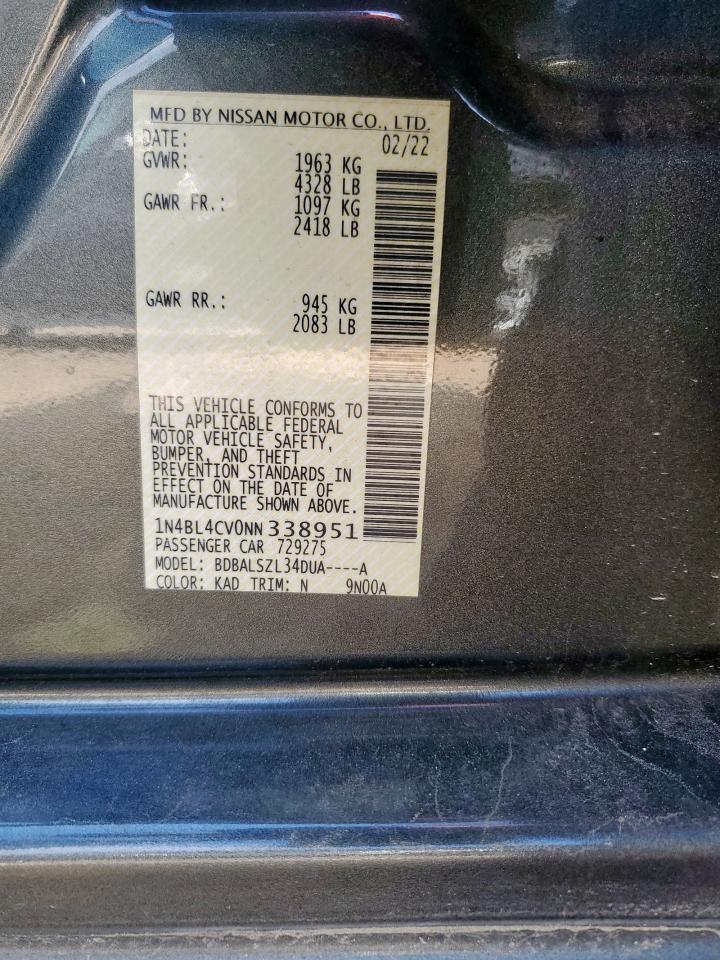 MFD BY NISSAN MOTOR CO., LTD.
DATE: 02/22
GVWR: 1963 KG
4328 LB
GAWR FR.: 1097 KG
2418 LB
GAWR RR.: 945 KG
2083 LB
THIS VEHICLE CONFORMS TO
ALL APPLICABLE FEDERAL
MOTOR VEHICLE SAFETY,
BUMPER, AND THEFT
PREVENTION STANDARDS IN
EFFECT ON THE DATE OF
MANUFACTURE SHOWN ABOVE.
1N4BL4CV0NN338951
PASSENGER CAR 729275
MODEL: BDBALSZL34DUA----A
COLOR: KAD TRIM: N 9N00A